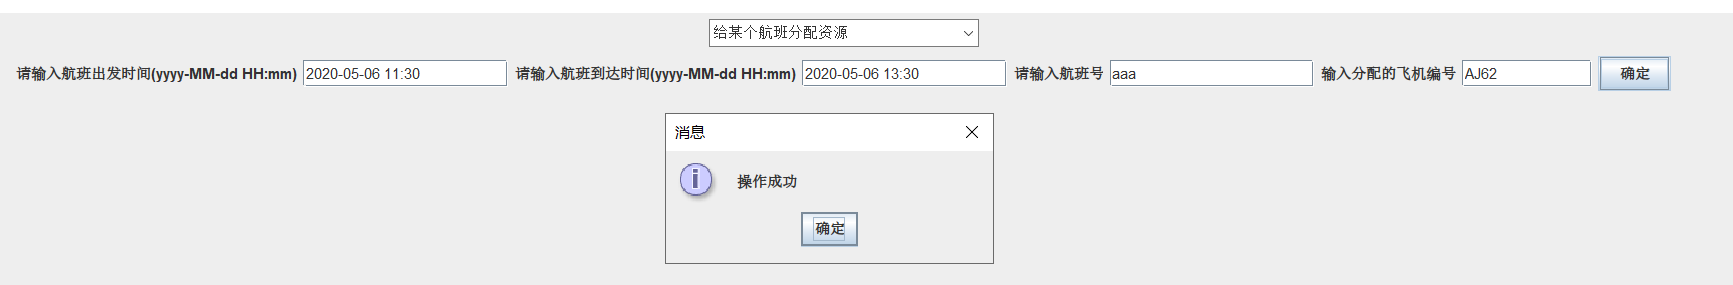 给某个航班分配资源
请输入航班出发时间(yyyy-MM-dd HH:mm) 2020-05-06 11:30 请输入航班到达时间(yyyy-MM-dd HH:mm) 2020-05-06 13:30 请输入航班号 aaa 输入分配的飞机编号 AJ62 确定
消息
操作成功
确定